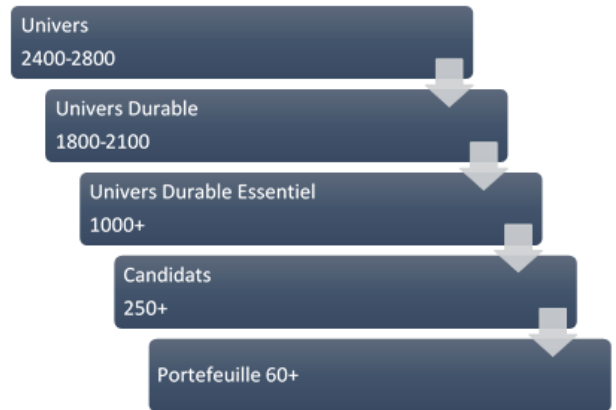 Univers
2400-2800
Univers Durable
1800-2100
Univers Durable Essentiel
1000+
Candidats
250+
Portefeuille 60+